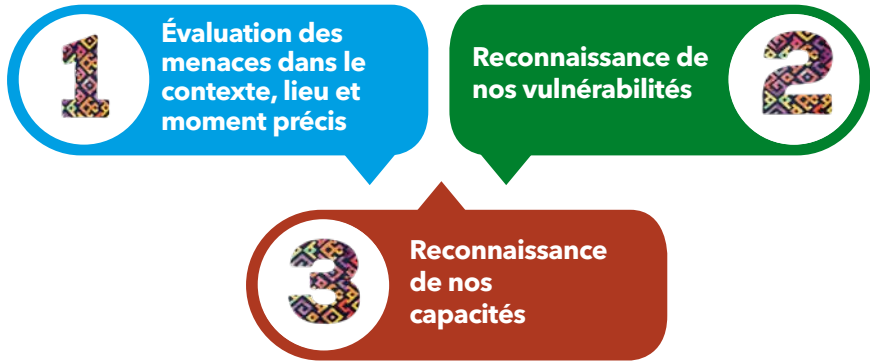 1
Évaluation des
menaces dans le
contexte, lieu et
moment précis
Reconnaissance de
nos vulnérabilités
2
3
Reconnaissance
de nos
capacités